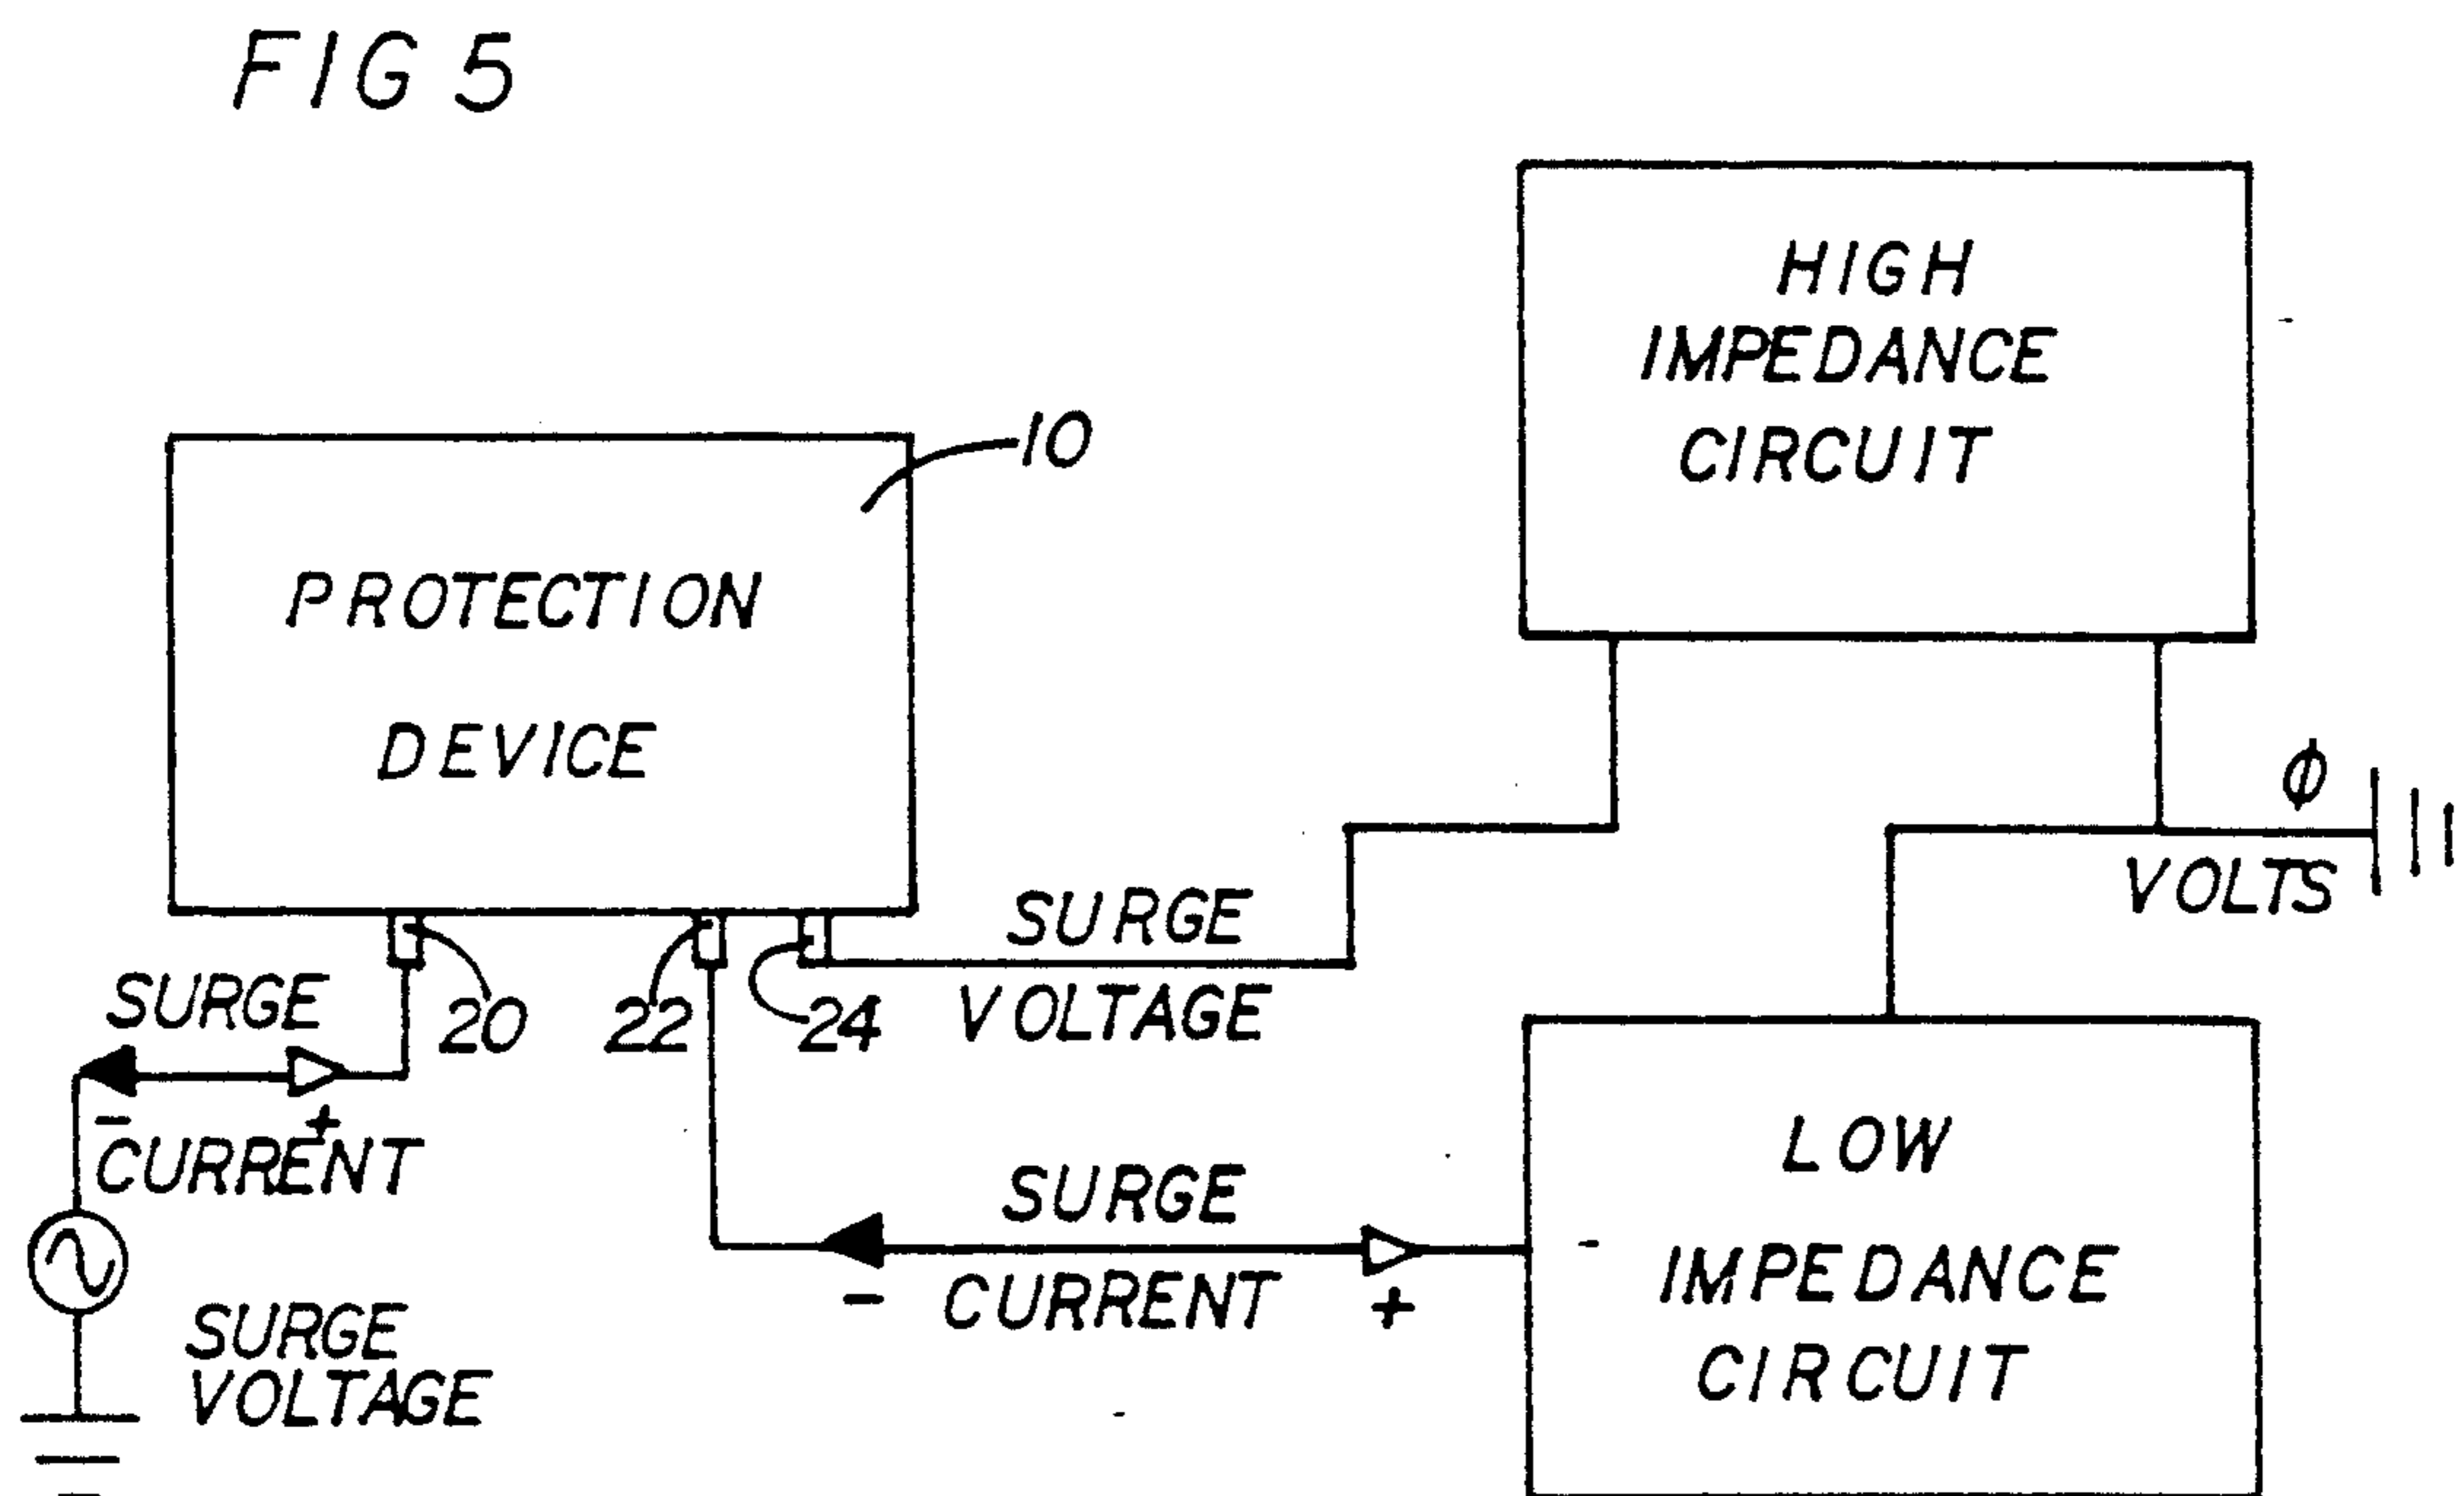 FIG 5
HIGH
IMPEDANCE
CIRCUIT
10
PROTECTION
DEVICE
ϕ
VOLTS
SURGE
VOLTAGE
SURGE
20
22
24
-
+
CURRENT
LOW
IMPEDANCE
CIRCUIT
SURGE
-
CURRENT
+
SURGE
VOLTAGE